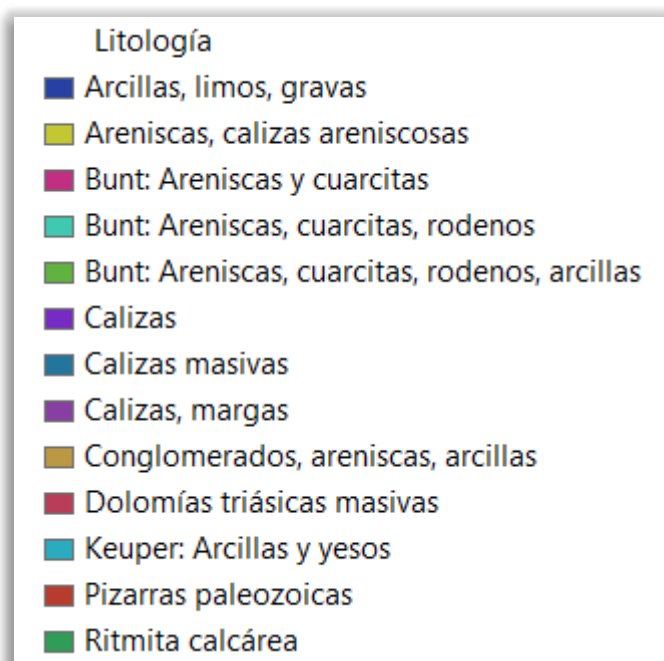 Litología
Arcillas, limos, gravas
Areniscas, calizas areniscosas
Bunt: Areniscas y cuarcitas
Bunt: Areniscas, cuarcitas, rodenos
Bunt: Areniscas, cuarcitas, rodenos, arcillas
Calizas
Calizas masivas
Calizas, margas
Conglomerados, areniscas, arcillas
Dolomías triásicas masivas
Keuper: Arcillas y yesos
Pizarras paleozoicas
Ritmita calcárea